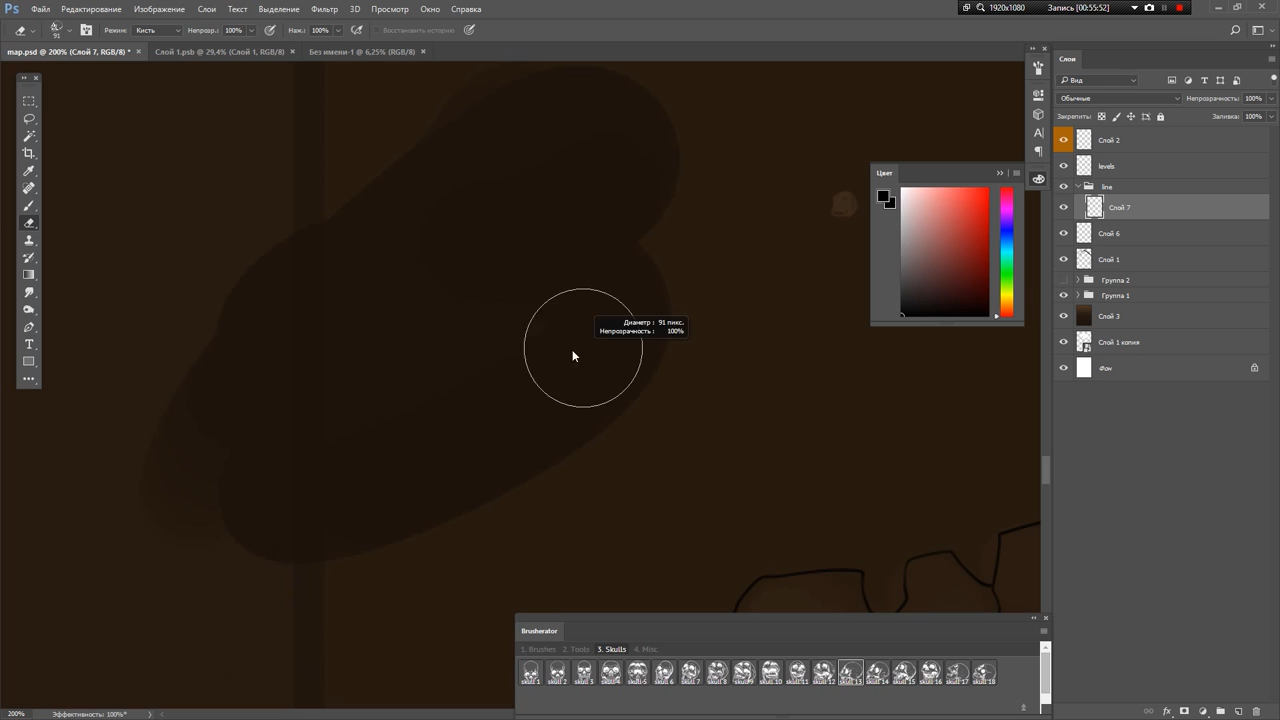 Ps Файл Редактирование Изображение Слои Текст Выделение Фильтр 3D Просмотр Окно Справка
1920x1080 Запись [00:55:52]
91 Режим: Кисть Непрозр.: 100% Наж.: 100% Восстановить историю
map.psd @ 200% (Слой 7, RGB/8) * × Слой 1.psb @ 29,4% (Слой 1, RGB/8) × Без имени-1 @ 6,25% (RGB/8) ×
Слои
Вид
Обычные Непрозрачность: 100%
Закрепить: Заливка: 100%
Слой 2
levels
line
Слой 7
Слой 6
Слой 1
Группа 2
Группа 1
Слой 3
Слой 1 копия
Фон
Цвет
Диаметр : 91 пикс.
Непрозрачность : 100%
Brusherator
1. Brushes 2. Tools 3. Skulls 4. Misc.
skull 1 skull 2 skull 3 skull 4 skull 5 skull 6 skull 7 skull 8 skull 9 skull 10 skull 11 skull 12 skull 13 skull 14 skull 15 skull 16 skull 17 skull 18
200% Эффективность: 100%*